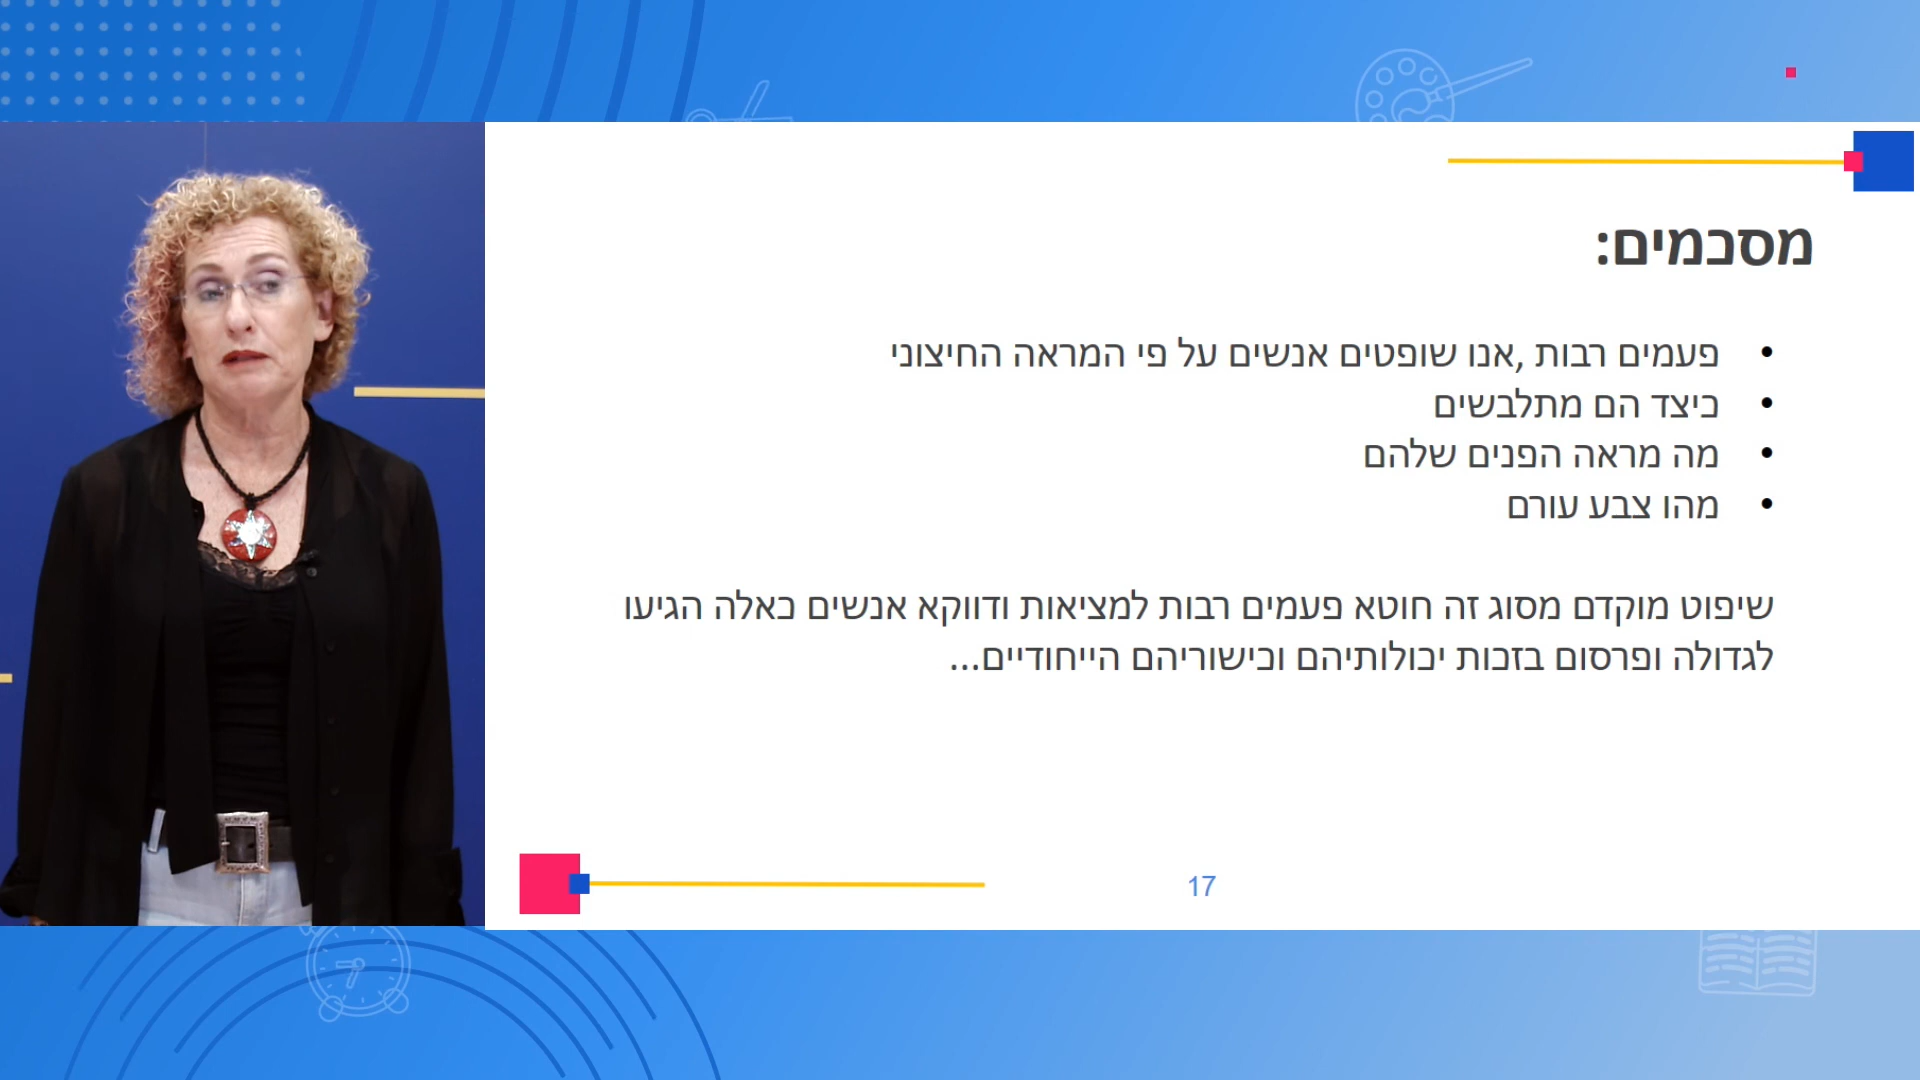 מסכמים:
פעמים רבות ,אנו שופטים אנשים על פי המראה החיצוני
כיצד הם מתלבשים
מה מראה הפנים שלהם
מהו צבע עורם
שיפוט מוקדם מסוג זה חוטא פעמים רבות למציאות ודווקא אנשים כאלה הגיעו
לגדולה ופרסום בזכות יכולותיהם וכישוריהם הייחודיים...
17